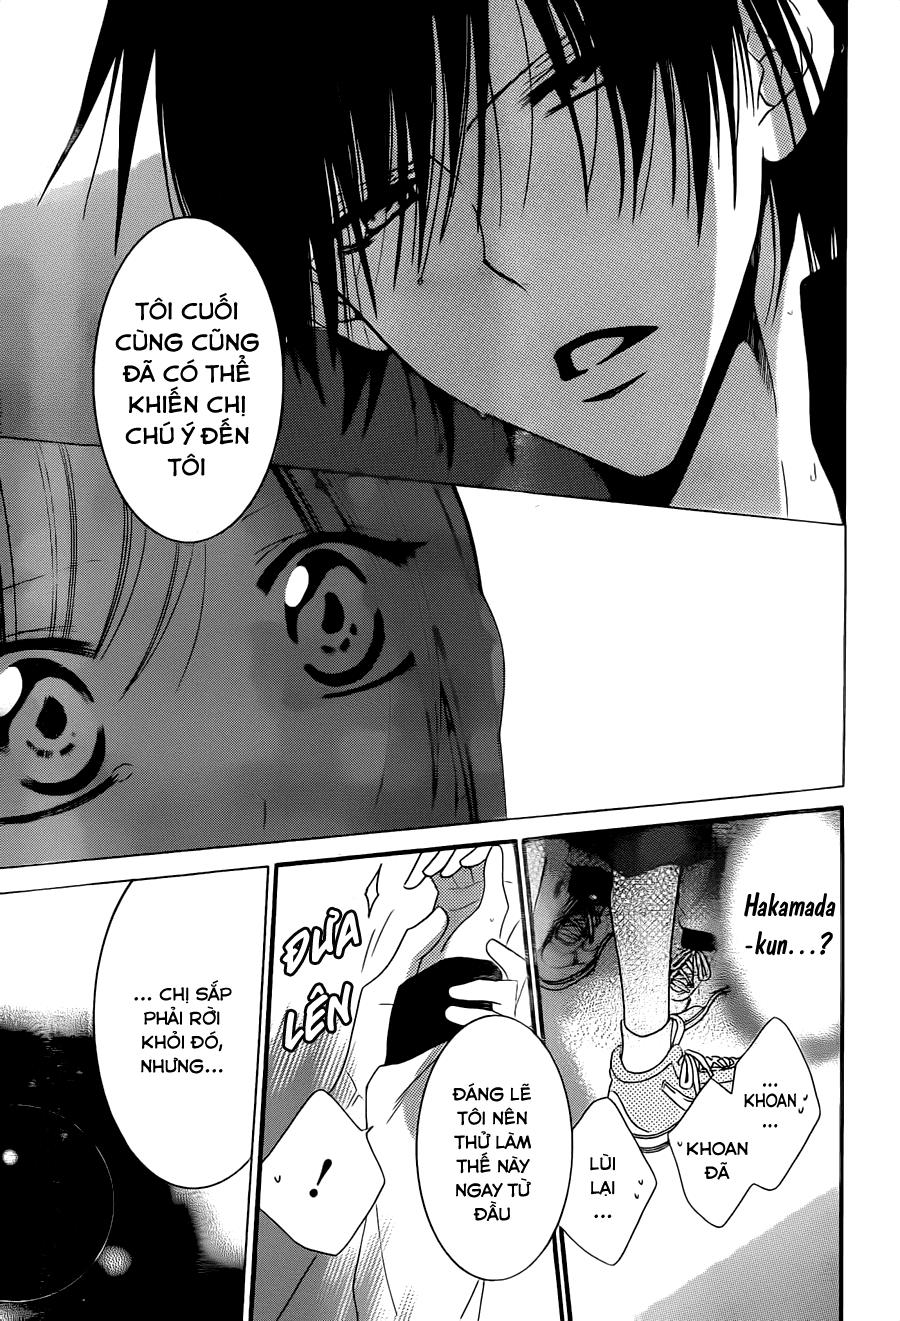 TÔI CUỐI
CÙNG CŨNG
ĐÃ CÓ THỂ
KHIẾN CHỊ
CHÚ Ý ĐẾN
TÔI
Hakamada
-kun...?
...
KHOAN
...
KHOAN
ĐÃ
LÙI
LẠI
...
ĐÁNG LẼ
TÔI NÊN
THỬ LÀM
THẾ NÀY
NGAY TỪ
ĐẦU
ĐƯA
LÊN
!
... CHỊ SẮP
PHẢI RỜI
KHỎI ĐÓ,
NHƯNG...